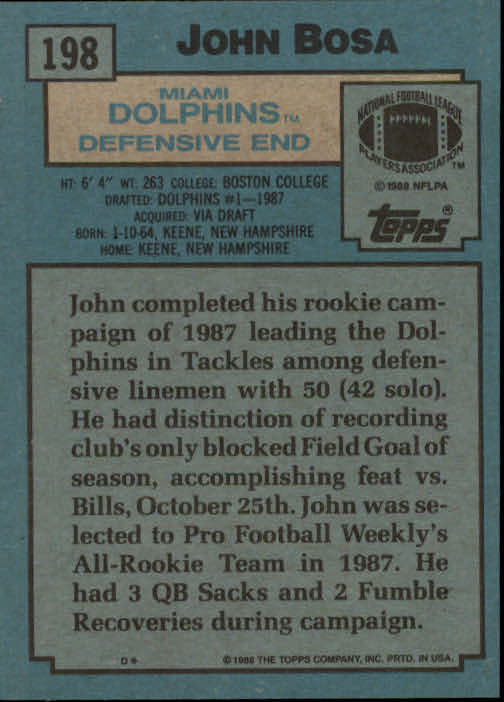 198
JOHN BOSA
MIAMI
DOLPHINS™
DEFENSIVE END
NATIONAL FOOTBALL LEAGUE
PLAYERS ASSOCIATION
™
©1988 NFLPA
TOPPS®
HT: 6' 4" WT: 263 COLLEGE: BOSTON COLLEGE
DRAFTED: DOLPHINS #1—1987
ACQUIRED: VIA DRAFT
BORN: 1-10-64, KEENE, NEW HAMPSHIRE
HOME: KEENE, NEW HAMPSHIRE
John completed his rookie cam-
paign of 1987 leading the Dol-
phins in Tackles among defen-
sive linemen with 50 (42 solo).
He had distinction of recording
club's only blocked Field Goal of
season, accomplishing feat vs.
Bills, October 25th. John was se-
lected to Pro Football Weekly's
All-Rookie Team in 1987. He
had 3 QB Sacks and 2 Fumble
Recoveries during campaign.
D*
©1988 THE TOPPS COMPANY, INC. PRTD. IN USA.